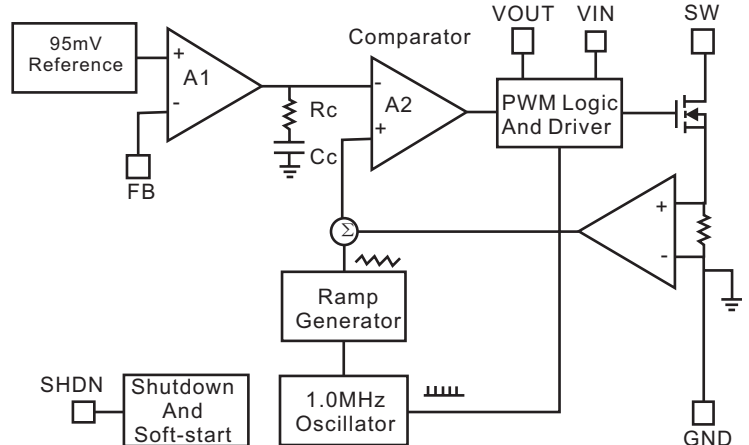 VOUT
VIN
SW
95mV
Reference
+
-
A1
Comparator
-
+
A2
PWM Logic
And Driver
Rc
Cc
FB
Σ
+
-
Ramp
Generator
SHDN
Shutdown
And
Soft-start
1.0MHz
Oscillator
GND